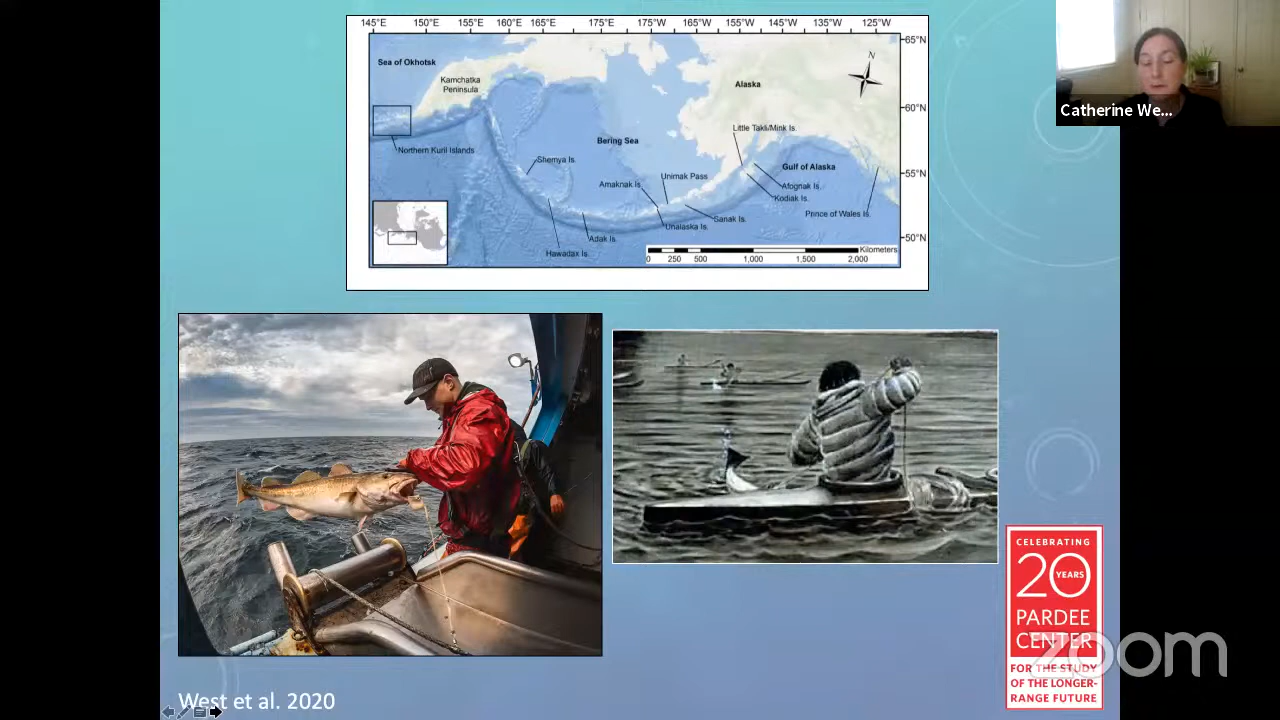 145°E 150°E 155°E 160°E 165°E 175°E 175°W 165°W 155°W 145°W 135°W 125°W
65°N
Sea of Okhotsk
Kamchatka
Peninsula
Alaska
N
60°N
Little Takli/Mink Is.
Northern Kuril Islands
Bering Sea
Shemya Is.
Gulf of Alaska
55°N
Unimak Pass
Amaknak Is.
Afognak Is.
Kodiak Is.
Prince of Wales Is.
Sanak Is.
Unalaska Is.
Adak Is.
50°N
Hawadax Is.
Kilometers
0 250 500 1,000 1,500 2,000
Catherine We...
CELEBRATING
20
YEARS
PARDEE
CENTER
FOR THE STUDY
OF THE LONGER-
RANGE FUTURE
zoom
West et al. 2020